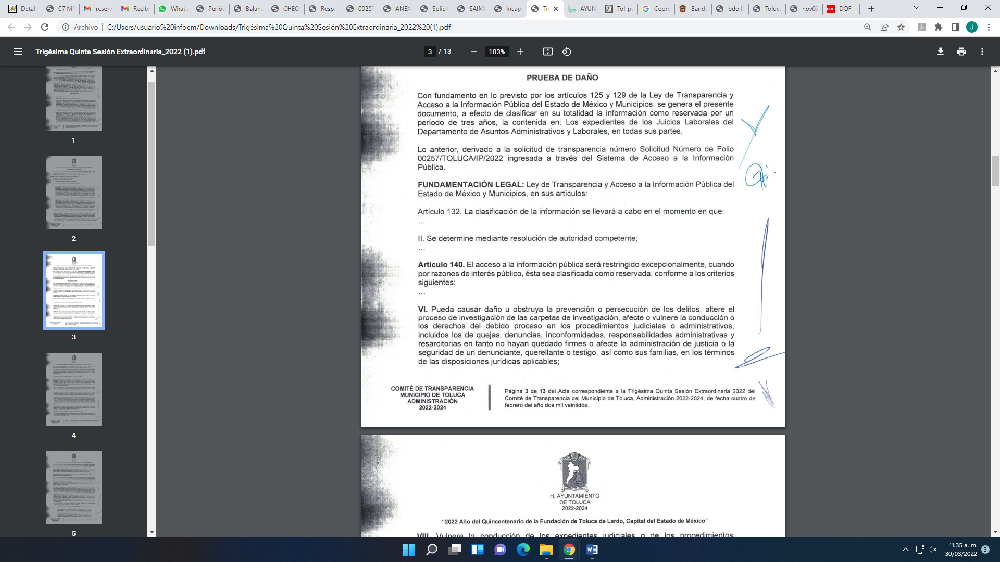 Detall
07 MF
reserv
Recibi
Whats
Periód
Balanz
CHEQ
Resp.
00257
ANEX
Solicit
SAIME
Incapa
Tri
AYUN
Tol-po
Coord
Bando
bdo10
Toluca
nov03
DOF -
Archivo C:/Users/usuario%20infoem/Downloads/Trigésima%20Quinta%20Sesión%20Extraordinaria_2022%20(1).pdf
J
Trigésima Quinta Sesión Extraordinaria_2022 (1).pdf
3 / 13
103%
1
2
3
4
5
PRUEBA DE DAÑO
Con fundamento en lo previsto por los artículos 125 y 129 de la Ley de Transparencia y
Acceso a la Información Pública del Estado de México y Municipios, se genera el presente
documento, a efecto de clasificar en su totalidad la información como reservada por un
período de tres años, la contenida en: Los expedientes de los Juicios Laborales del
Departamento de Asuntos Administrativos y Laborales, en todas sus partes.
Lo anterior, derivado a la solicitud de transparencia número Solicitud Número de Folio
00257/TOLUCA/IP/2022 ingresada a través del Sistema de Acceso a la Información
Pública.
FUNDAMENTACIÓN LEGAL: Ley de Transparencia y Acceso a la Información Pública del
Estado de México y Municipios, en sus artículos:
Artículo 132. La clasificación de la información se llevará a cabo en el momento en que:
...
II. Se determine mediante resolución de autoridad competente;
...
Artículo 140. El acceso a la información pública será restringido excepcionalmente, cuando
por razones de interés público, ésta sea clasificada como reservada, conforme a los criterios
siguientes:
...
VI. Pueda causar daño u obstruya la prevención o persecución de los delitos, altere el
proceso de investigación de las carpetas de investigación, afecte o vulnere la conducción o
los derechos del debido proceso en los procedimientos judiciales o administrativos,
incluidos los de quejas, denuncias, inconformidades, responsabilidades administrativas y
resarcitorias en tanto no hayan quedado firmes o afecte la administración de justicia o la
seguridad de un denunciante, querellante o testigo, así como sus familias, en los términos
de las disposiciones jurídicas aplicables;
COMITÉ DE TRANSPARENCIA
MUNICIPIO DE TOLUCA
ADMINISTRACIÓN
2022-2024
Página 3 de 13 del Acta correspondiente a la Trigésima Quinta Sesión Extraordinaria 2022 del
Comité de Transparencia del Municipio de Toluca, Administración 2022-2024, de fecha cuatro de
febrero del año dos mil veintidós.
H. AYUNTAMIENTO
DE TOLUCA
2022-2024
“2022 Año del Quincentenario de la Fundación de Toluca de Lerdo, Capital del Estado de México”
VIII. Vulnere la conducción de los expedientes judiciales o de los procedimientos
11:35 a. m.
30/03/2022
3